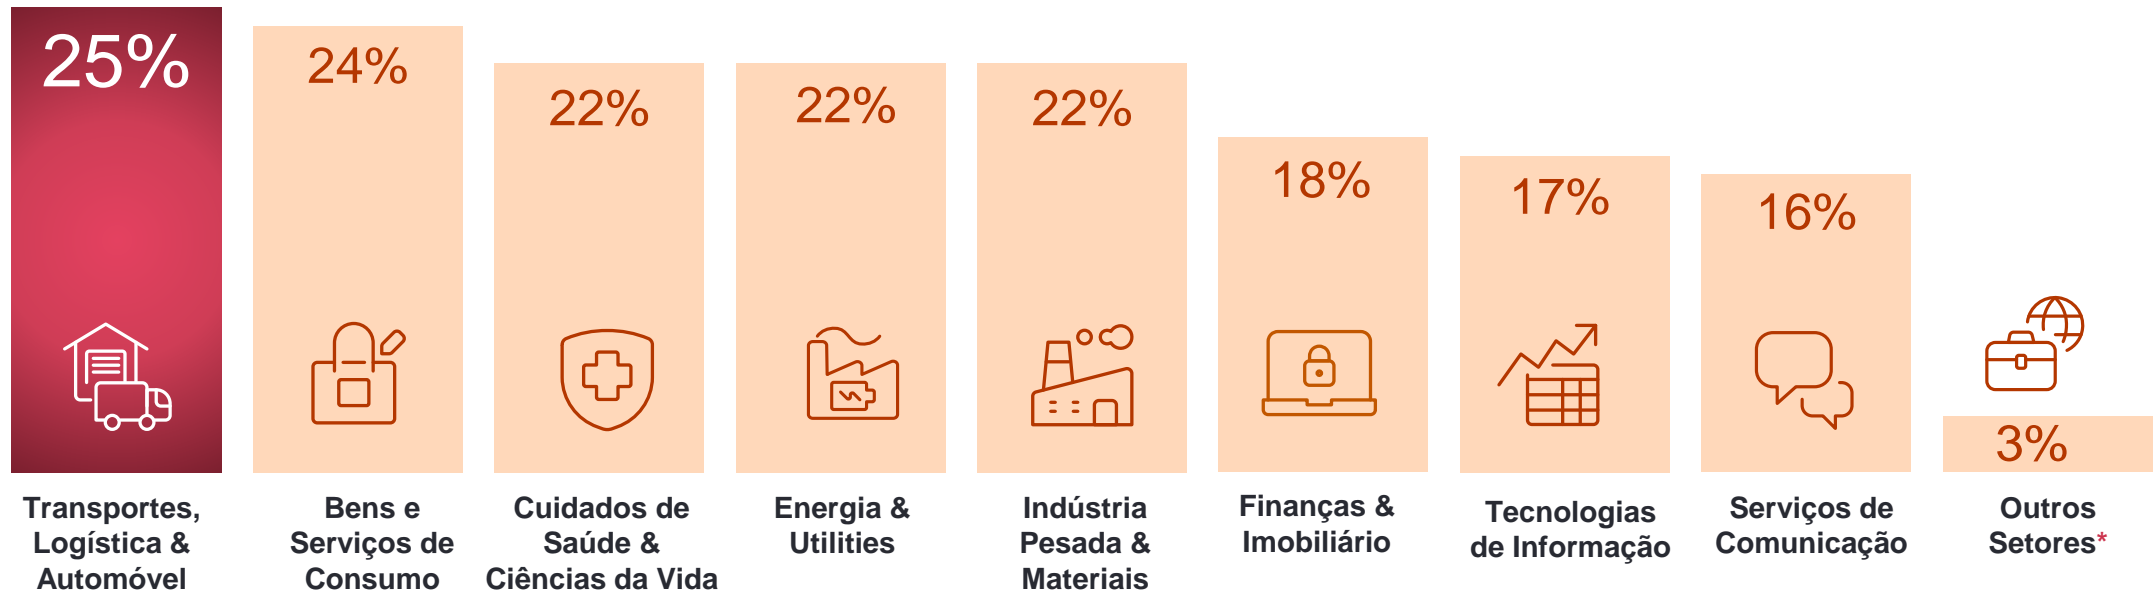 25%
24%
22%
22%
22%
18%
17%
16%
3%
Transportes,
Logística &
Automóvel
Bens e
Serviços de
Consumo
Cuidados de
Saúde &
Ciências da Vida
Energia &
Utilities
Indústria
Pesada &
Materiais
Finanças &
Imobiliário
Tecnologias
de Informação
Serviços de
Comunicação
Outros
Setores*